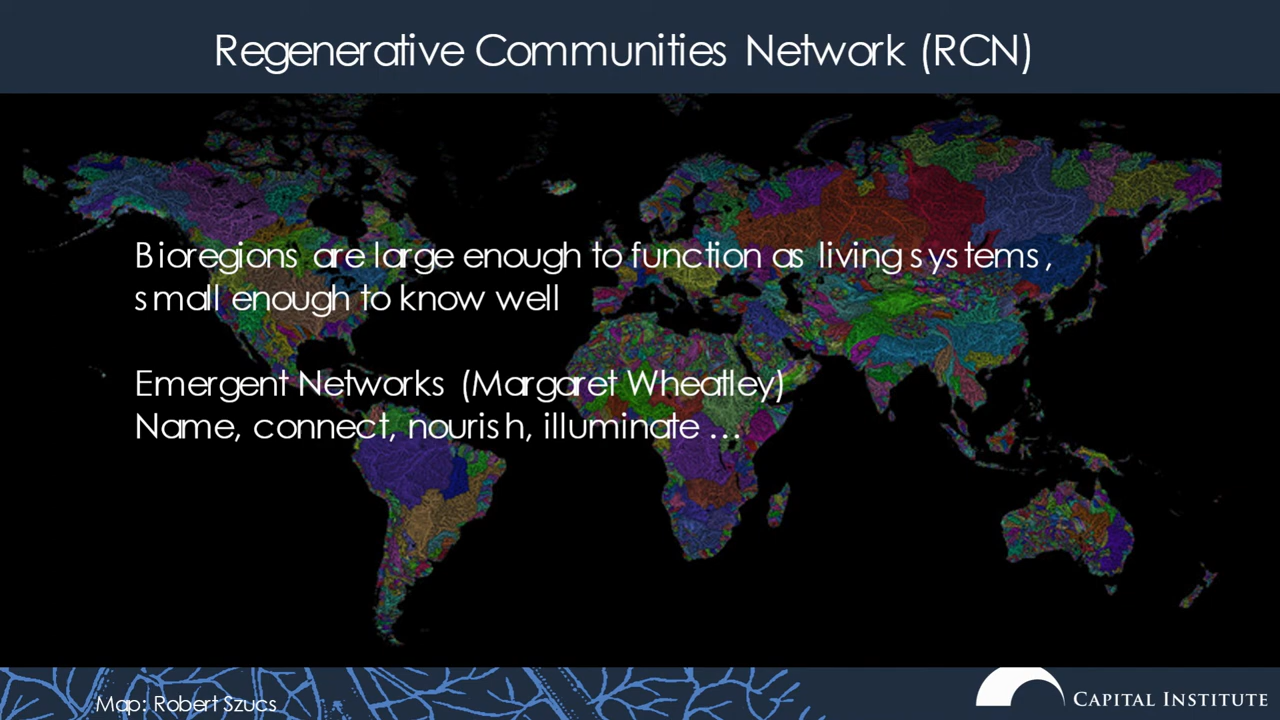 Regenerative Communities Network (RCN)
Bioregions are large enough to function as living systems,
small enough to know well
Emergent Networks (Margaret Wheatley)
Name, connect, nourish, illuminate ...
Map: Robert Szucs
CAPITAL INSTITUTE